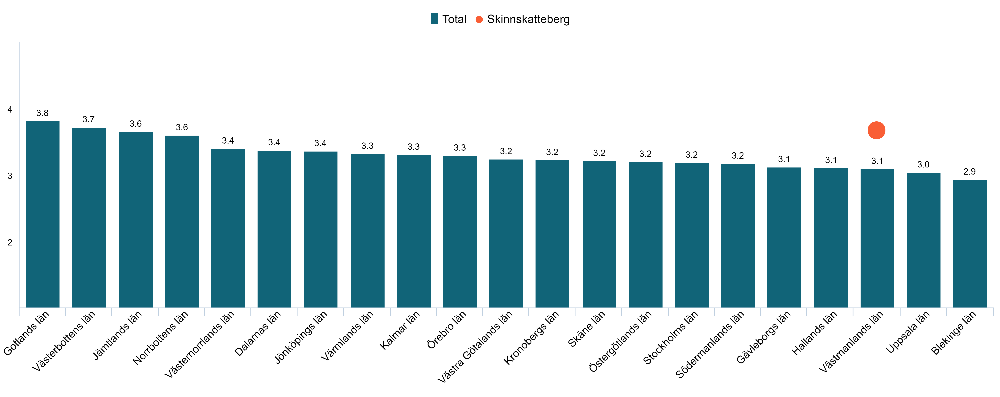 Total Skinnskatteberg
4
3
2
3.8 3.7 3.6 3.6 3.4 3.4 3.4 3.3 3.3 3.3 3.2 3.2 3.2 3.2 3.2 3.2 3.1 3.1 3.1 3.0 2.9
Gotlands län
Västerbottens län
Jämtlands län
Norrbottens län
Västernorrlands län
Dalarnas län
Jönköpings län
Värmlands län
Kalmar län
Örebro län
Västra Götalands län
Kronobergs län
Skåne län
Östergötlands län
Stockholms län
Södermanlands län
Gävleborgs län
Hallands län
Västmanlands län
Uppsala län
Blekinge län